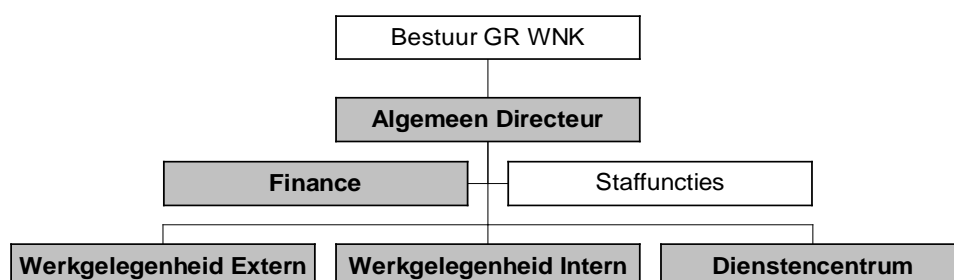 Bestuur GR WNK
Algemeen Directeur
Finance
Staffuncties
Werkgelegenheid Extern
Werkgelegenheid Intern
Dienstencentrum